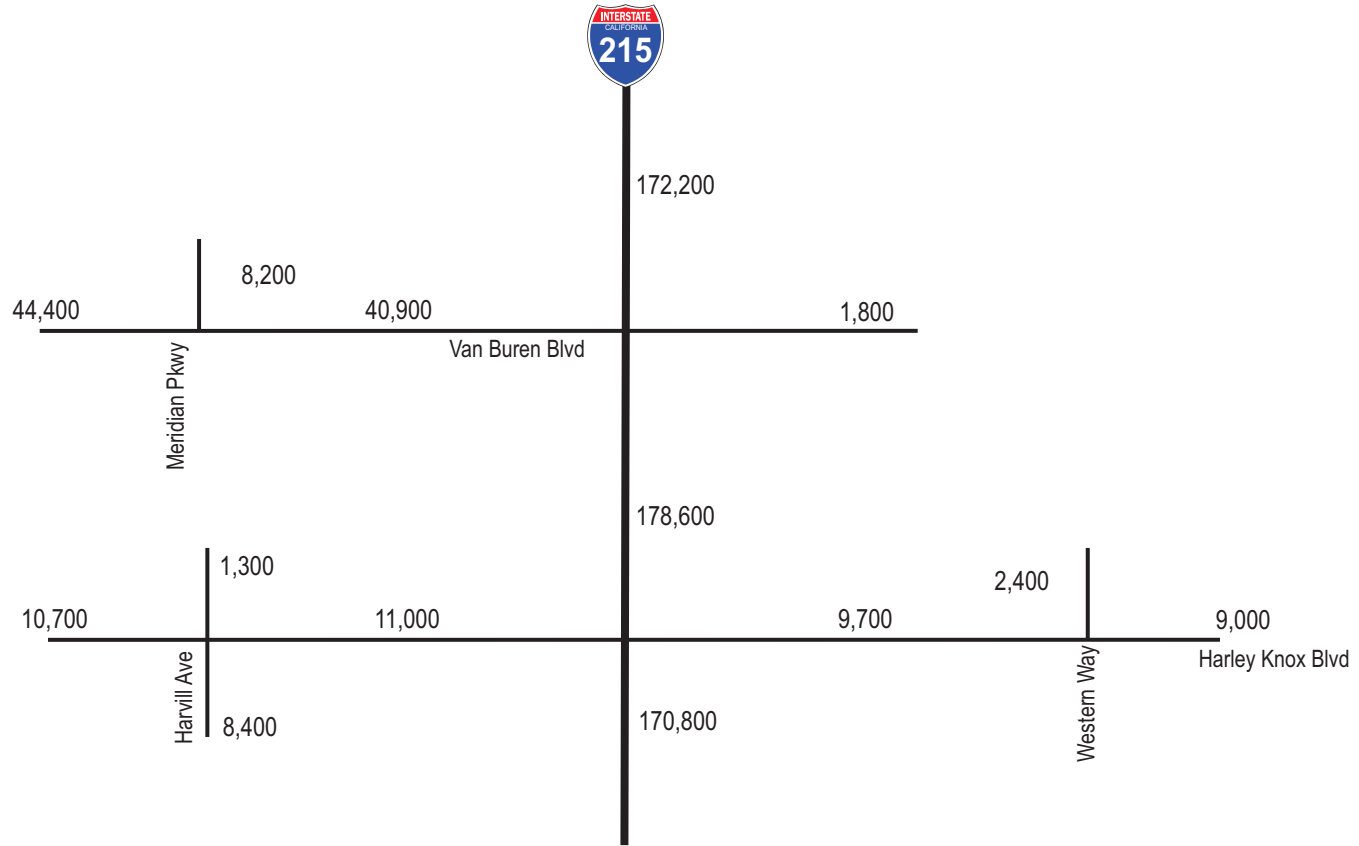 INTERSTATE
CALIFORNIA
215
172,200
8,200
44,400
40,900
1,800
Van Buren Blvd
Meridian Pkwy
178,600
1,300
2,400
10,700
11,000
9,700
9,000
Harley Knox Blvd
Harvill Ave
Western Way
8,400
170,800